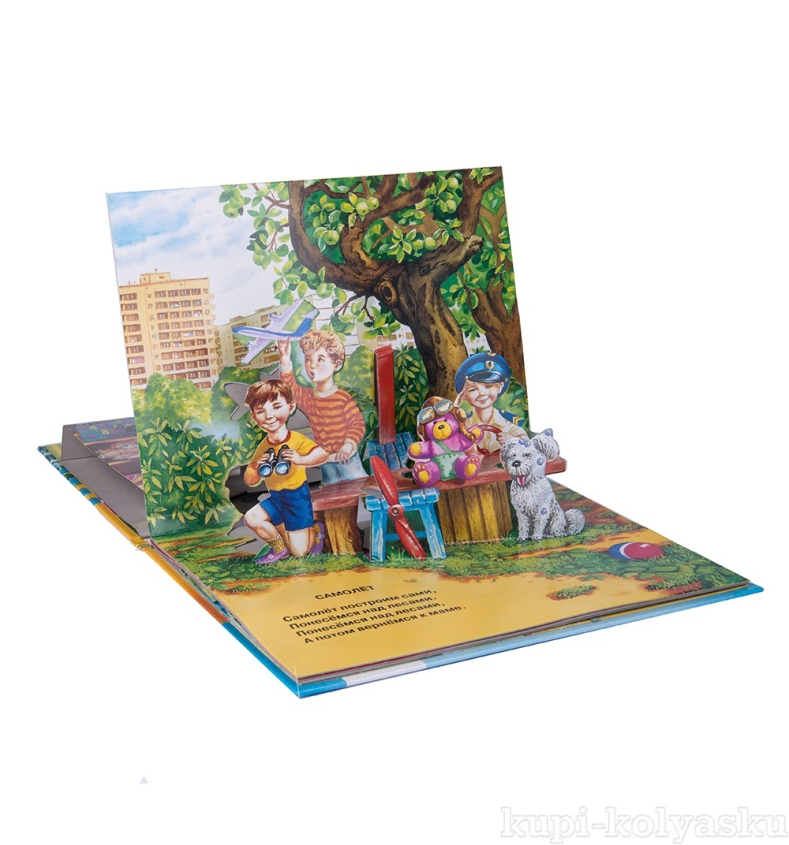 САМОЛЁТ
Самолёт построим сами,
Понесёмся над лесами.
Понесёмся над лесами,
А потом вернёмся к маме.
kupi-kolyasku